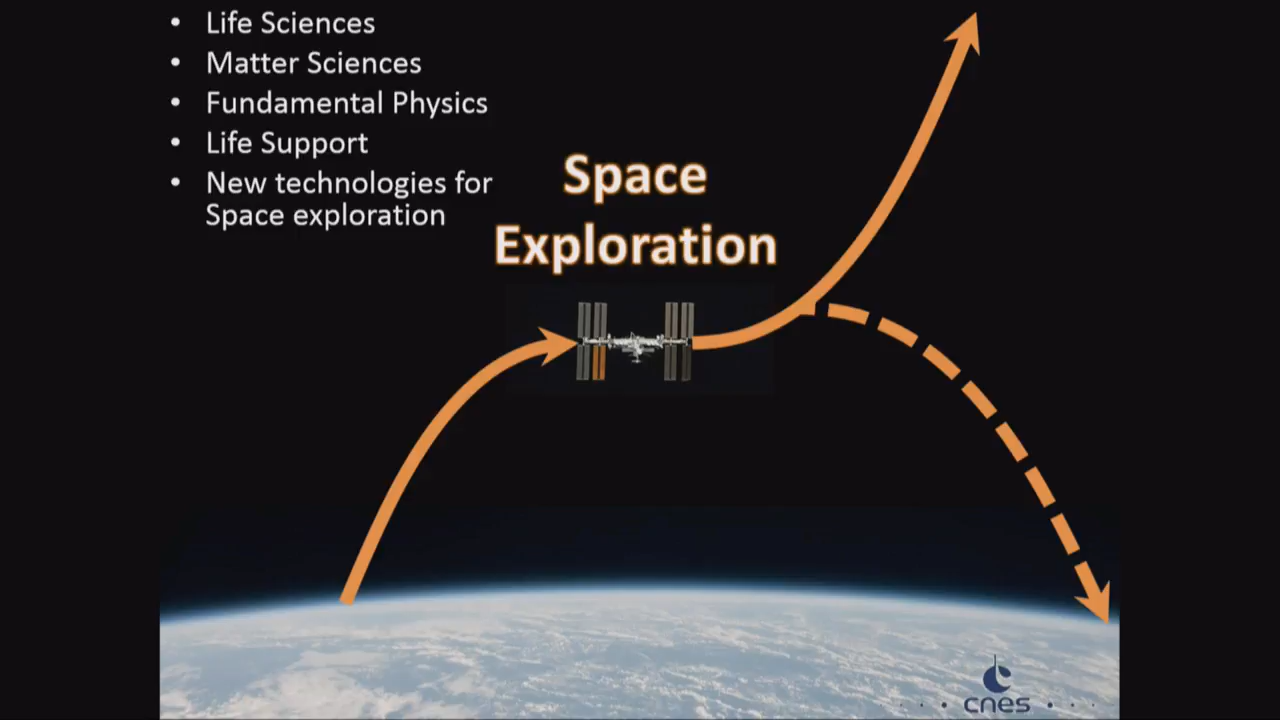 • Life Sciences
• Matter Sciences
• Fundamental Physics
• Life Support
• New technologies for
Space exploration
Space
Exploration
cnes